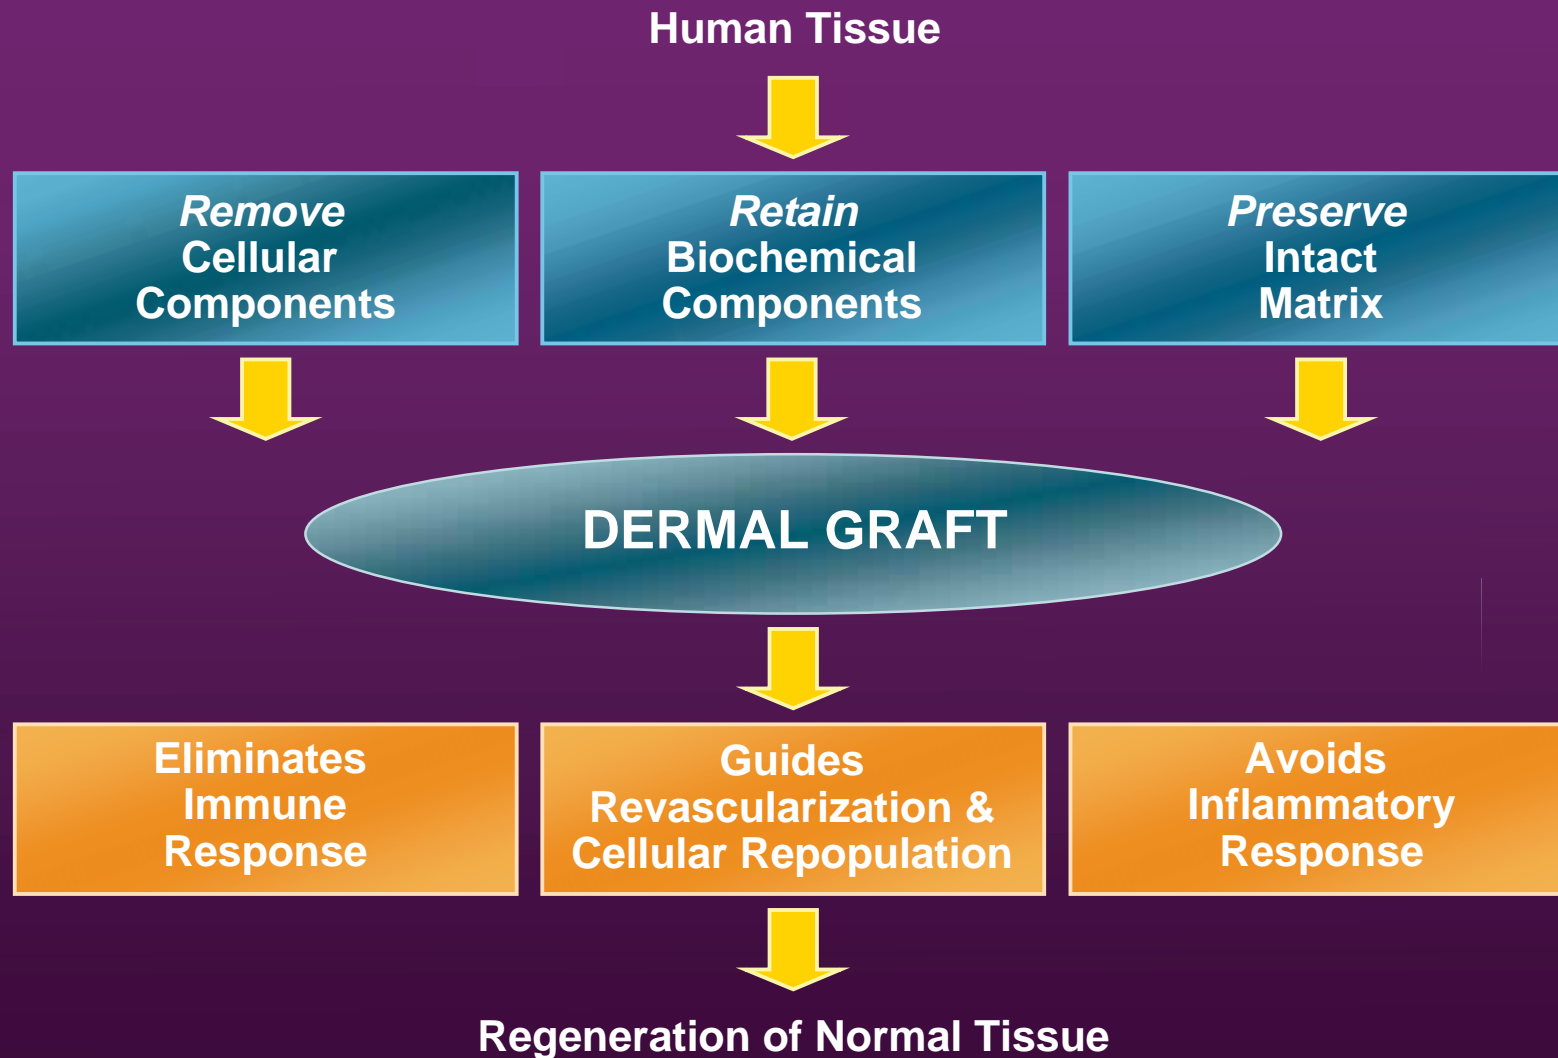 Human Tissue
Remove
Cellular
Components
Retain
Biochemical
Components
Preserve
Intact
Matrix
DERMAL GRAFT
Eliminates
Immune
Response
Guides
Revascularization &
Cellular Repopulation
Avoids
Inflammatory
Response
Regeneration of Normal Tissue